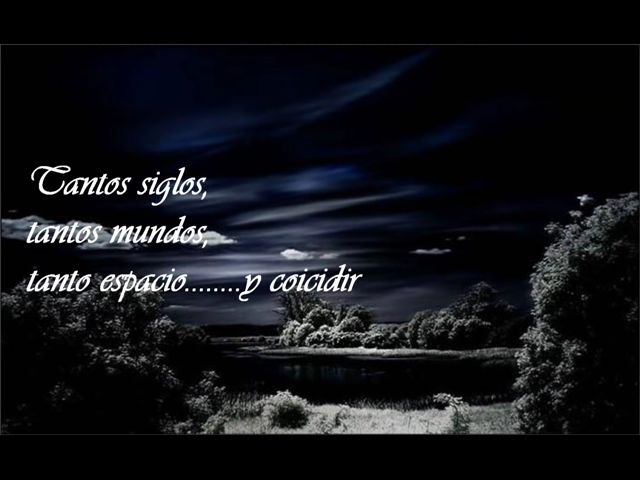 Tantos siglos,
tantos mundos,
tanto espacio........y coicidir